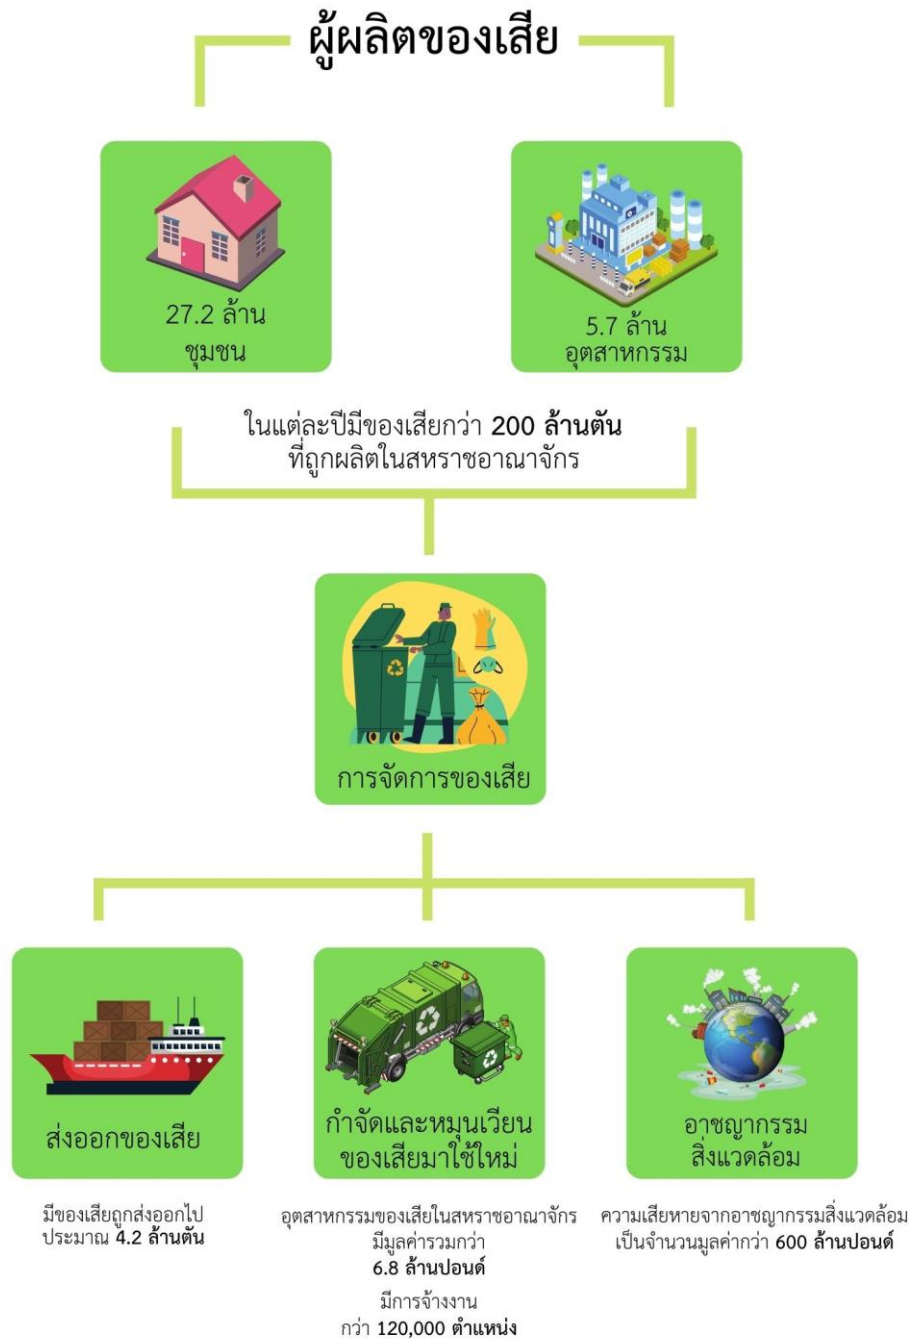 ผู้ผลิตของเสีย
27.2 ล้าน
ชุมชน
5.7 ล้าน
อุตสาหกรรม
ในแต่ละปีมีของเสียกว่า 200 ล้านตัน
ที่ถูกผลิตในสหราชอาณาจักร
การจัดการของเสีย
ส่งออกของเสีย
มีของเสียถูกส่งออกไป
ประมาณ 4.2 ล้านตัน
กำจัดและหมุนเวียน
ของเสียมาใช้ใหม่
อุตสาหกรรมของเสียในสหราชอาณาจักร
มีมูลค่ารวมกว่า
6.8 ล้านปอนด์
มีการจ้างงาน
กว่า 120,000 ตำแหน่ง
อาชญากรรม
สิ่งแวดล้อม
ความเสียหายจากอาชญากรรมสิ่งแวดล้อม
เป็นจำนวนมูลค่ากว่า 600 ล้านปอนด์